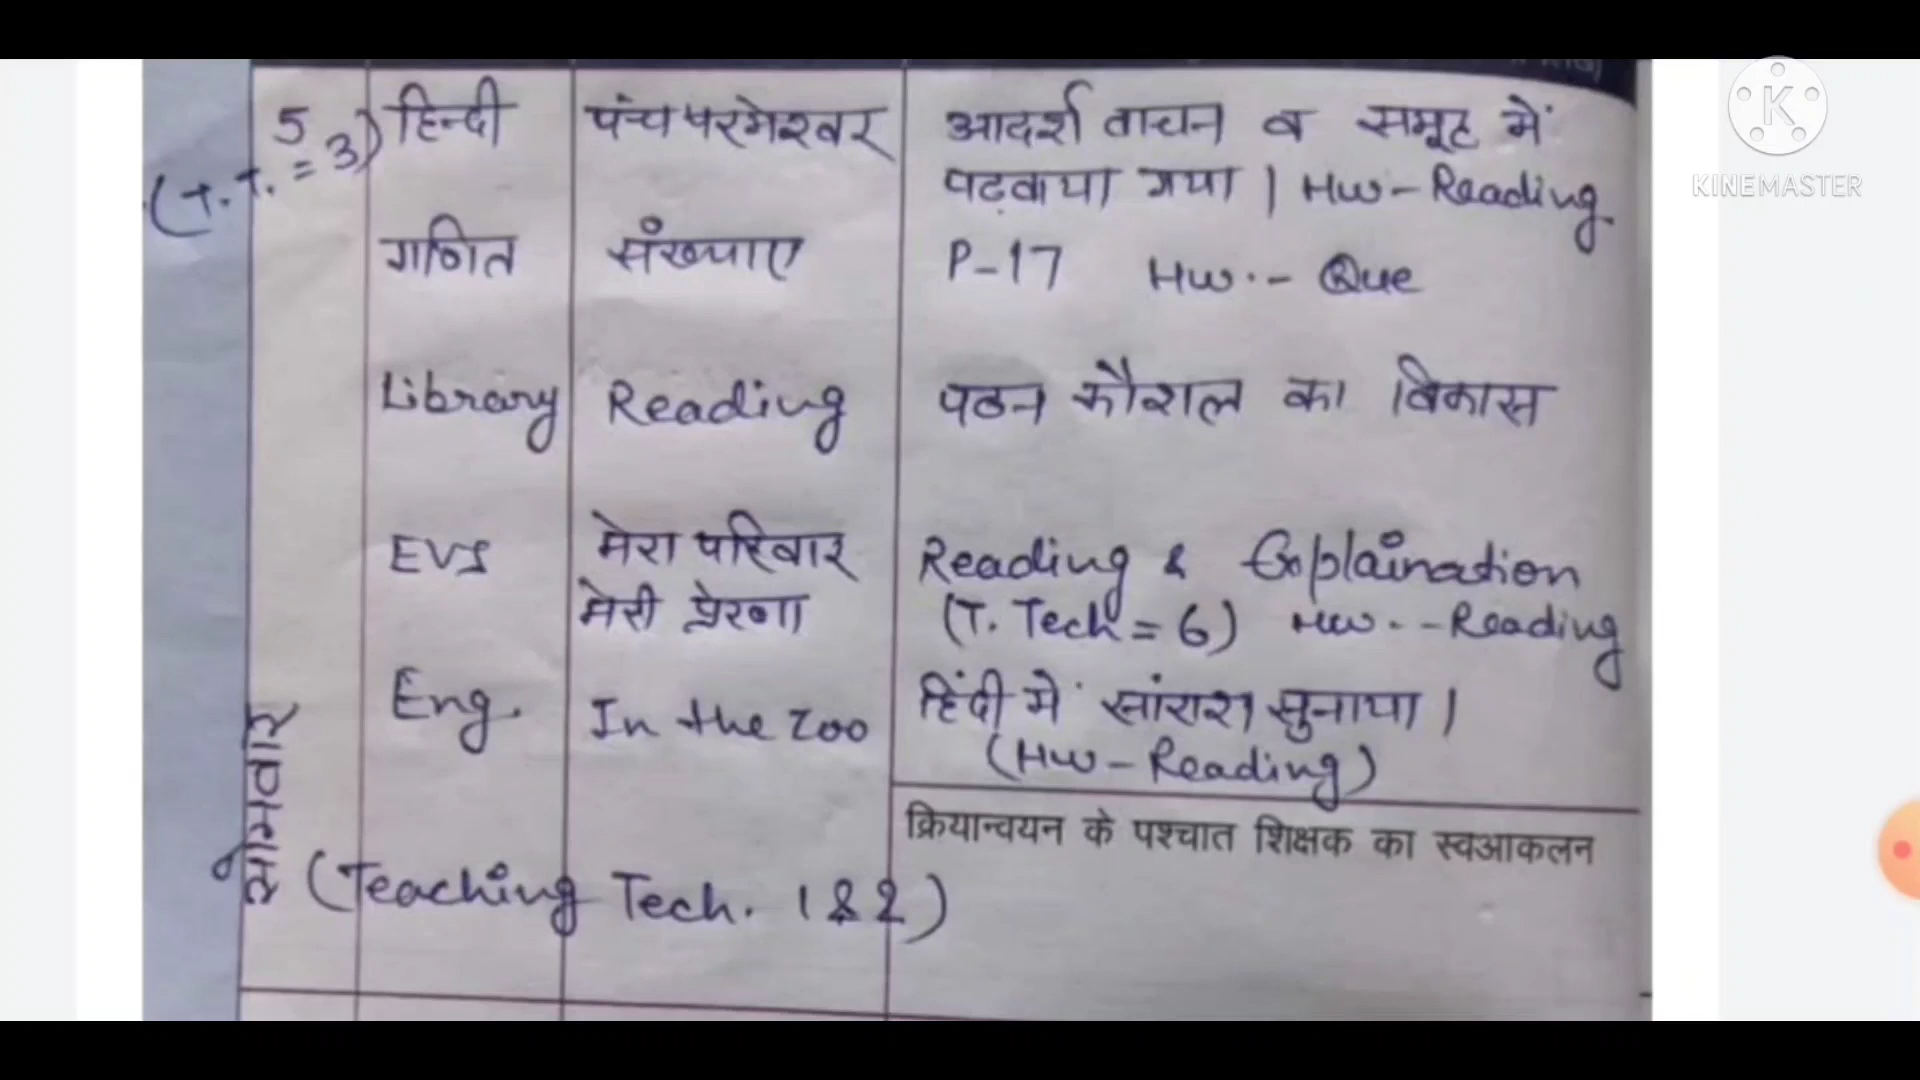 5 हिन्दी पंच परमेश्वर आदर्श वाचन व समूह में
(T.T. = 3) पढ़वाया गया । Hw - Reading
गणित संख्याए P-17 Hw. - Que
Library Reading पठन कौशल का विकास
EVS मेरा परिवार Reading & Explaination
मेरी प्रेरणा (T. Tech = 6) Hw. - Reading
Eng. In the zoo हिंदी में सांराश सुनाया ।
(Hw - Reading)
क्रियान्वयन के पश्चात शिक्षक का स्वआकलन
सोमवार
(Teaching Tech. 1 & 2)
K
KINEMASTER